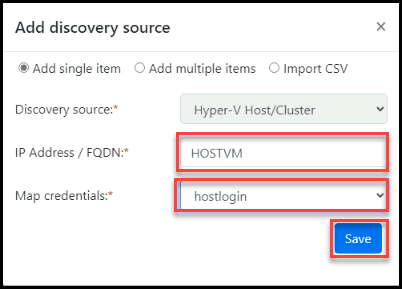 Add discovery source ×
Add single item Add multiple items Import CSV
Discovery source:* Hyper-V Host/Cluster
IP Address / FQDN:* HOSTVM
Map credentials:* hostlogin
Save